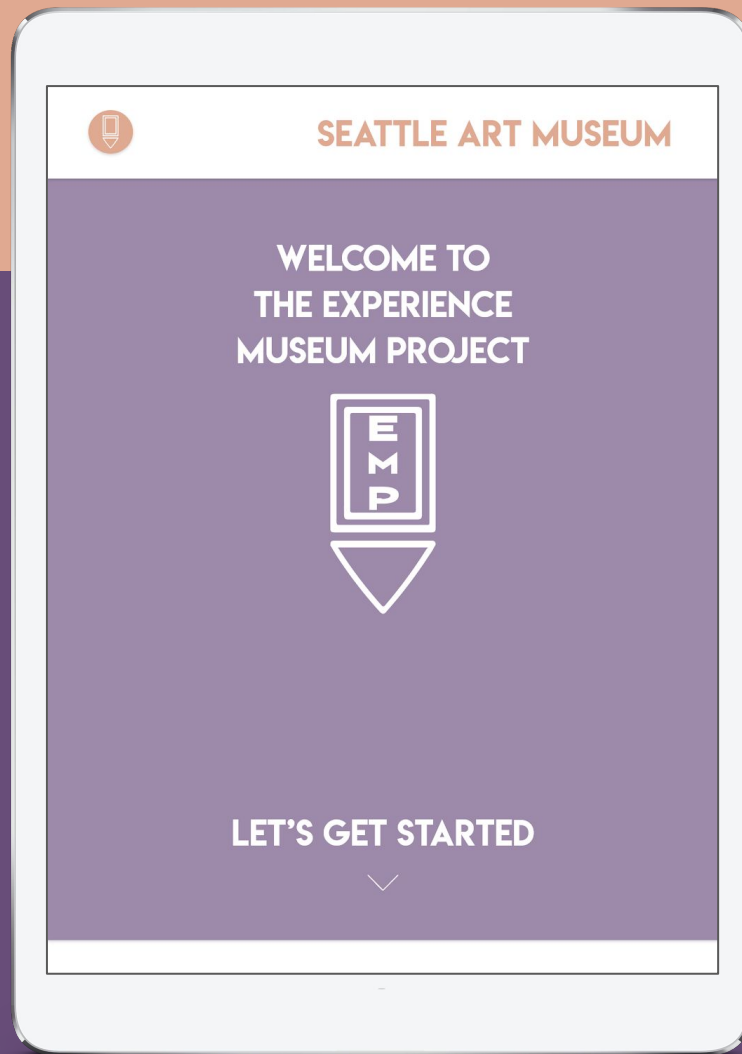 SEATTLE ART MUSEUM
WELCOME TO
THE EXPERIENCE
MUSEUM PROJECT
E
M
P
LET'S GET STARTED